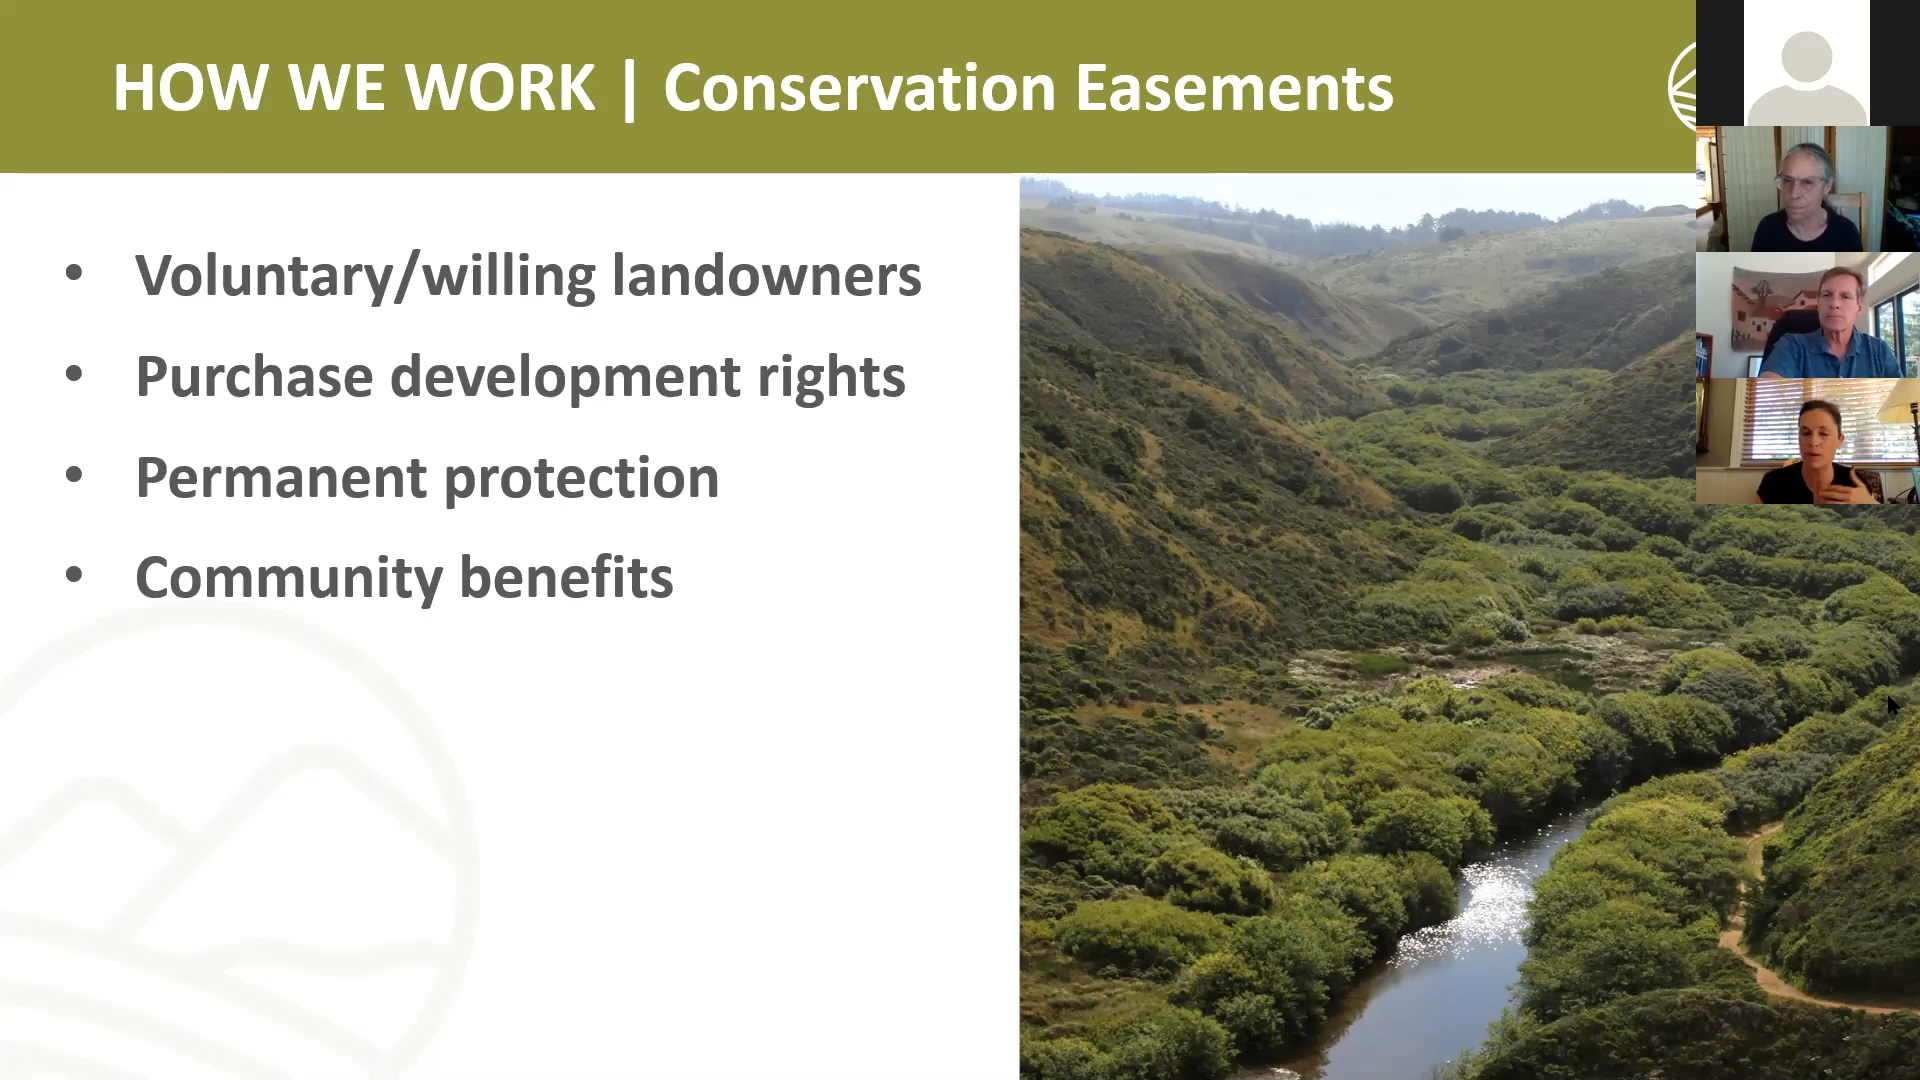 HOW WE WORK | Conservation Easements
• Voluntary/willing landowners
• Purchase development rights
• Permanent protection
• Community benefits